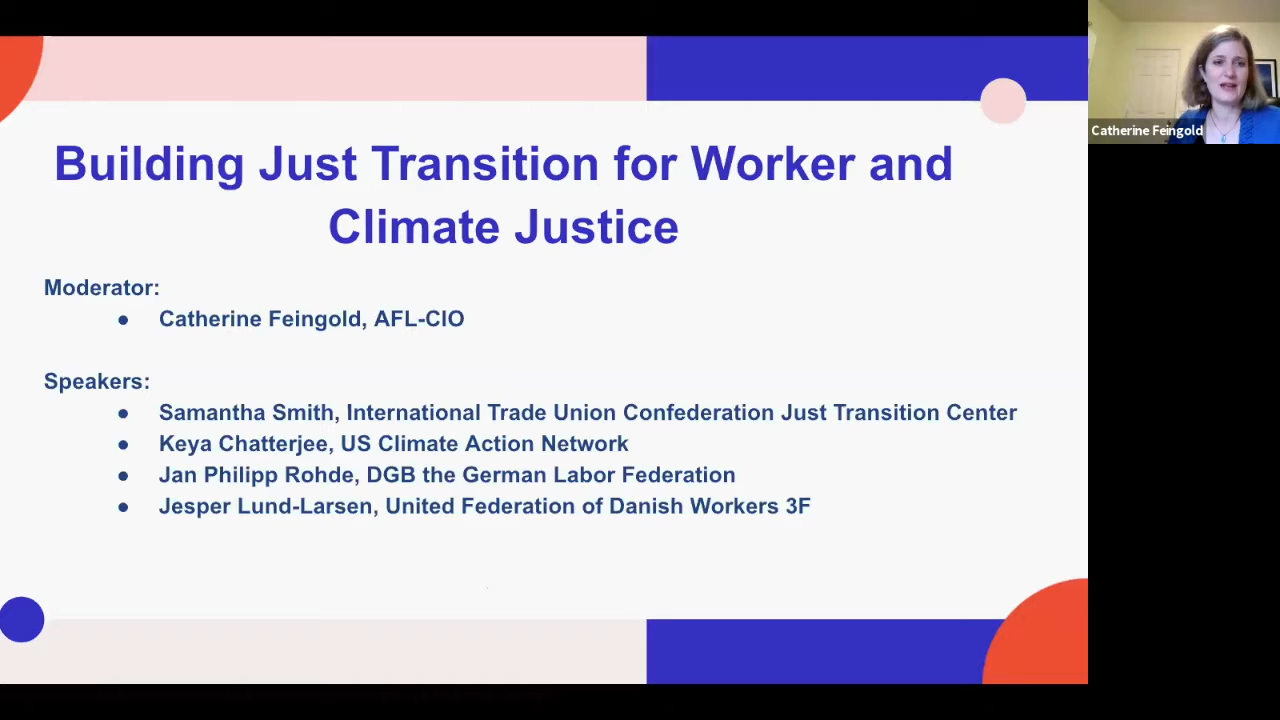 Building Just Transition for Worker and
Climate Justice
Moderator:
● Catherine Feingold, AFL-CIO
Speakers:
● Samantha Smith, International Trade Union Confederation Just Transition Center
● Keya Chatterjee, US Climate Action Network
● Jan Philipp Rohde, DGB the German Labor Federation
● Jesper Lund-Larsen, United Federation of Danish Workers 3F
Catherine Feingold